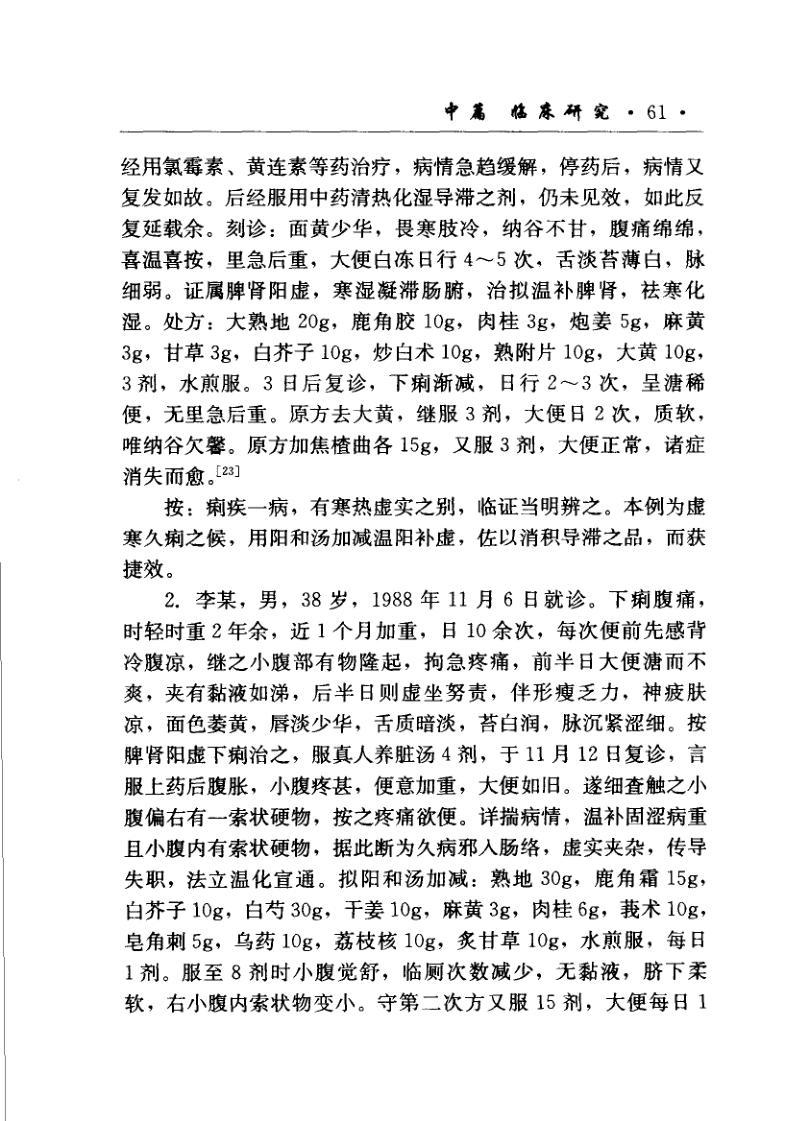 中篇 临床研究 · 61 ·
经用氯霉素、黄连素等药治疗，病情急趋缓解，停药后，病情又
复发如故。后经服用中药清热化湿导滞之剂，仍未见效，如此反
复延载余。刻诊：面黄少华，畏寒肢冷，纳谷不甘，腹痛绵绵，
喜温喜按，里急后重，大便白冻日行 4～5 次，舌淡苔薄白，脉
细弱。证属脾肾阳虚，寒湿凝滞肠腑，治拟温补脾肾，祛寒化
湿。处方：大熟地 20g，鹿角胶 10g，肉桂 3g，炮姜 5g，麻黄
3g，甘草 3g，白芥子 10g，炒白术 10g，熟附片 10g，大黄 10g，
3 剂，水煎服。3 日后复诊，下痢渐减，日行 2～3 次，呈溏稀
便，无里急后重。原方去大黄，继服 3 剂，大便日 2 次，质软，
唯纳谷欠馨。原方加焦楂曲各 15g，又服 3 剂，大便正常，诸症
消失而愈。[23]
按：痢疾一病，有寒热虚实之别，临证当明辨之。本例为虚
寒久痢之候，用阳和汤加减温阳补虚，佐以消积导滞之品，而获
捷效。
2. 李某，男，38 岁，1988 年 11 月 6 日就诊。下痢腹痛，
时轻时重 2 年余，近 1 个月加重，日 10 余次，每次便前先感背
冷腹凉，继之小腹部有物隆起，拘急疼痛，前半日大便溏而不
爽，夹有黏液如涕，后半日则虚坐努责，伴形瘦乏力，神疲肤
凉，面色萎黄，唇淡少华，舌质暗淡，苔白润，脉沉紧涩细。按
脾肾阳虚下痢治之，服真人养脏汤 4 剂，于 11 月 12 日复诊，言
服上药后腹胀，小腹疼甚，便意加重，大便如旧。遂细查触之小
腹偏右有一索状硬物，按之疼痛欲便。详揣病情，温补固涩病重
且小腹内有索状硬物，据此断为久病邪入肠络，虚实夹杂，传导
失职，法立温化宣通。拟阳和汤加减：熟地 30g，鹿角霜 15g，
白芥子 10g，白芍 30g，干姜 10g，麻黄 3g，肉桂 6g，莪术 10g，
皂角刺 5g，乌药 10g，荔枝核 10g，炙甘草 10g，水煎服，每日
1 剂。服至 8 剂时小腹觉舒，临厕次数减少，无黏液，脐下柔
软，右小腹内索状物变小。守第二次方又服 15 剂，大便每日 1